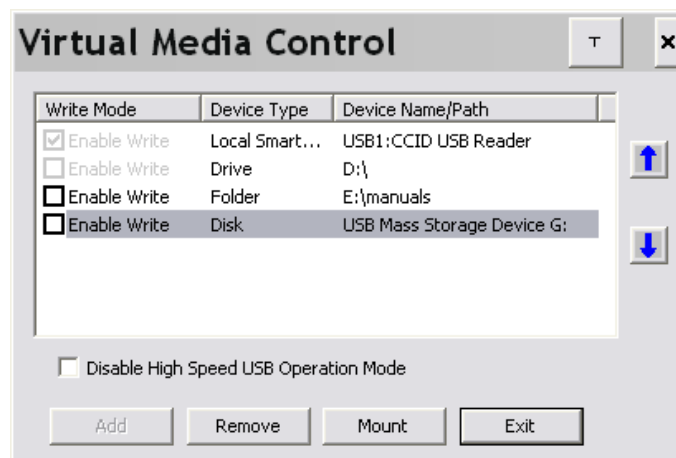 Virtual Media Control T x
Write Mode Device Type Device Name/Path
Enable Write Local Smart... USB1:CCID USB Reader
Enable Write Drive D:\
Enable Write Folder E:\manuals
Enable Write Disk USB Mass Storage Device G:
Disable High Speed USB Operation Mode
Add Remove Mount Exit